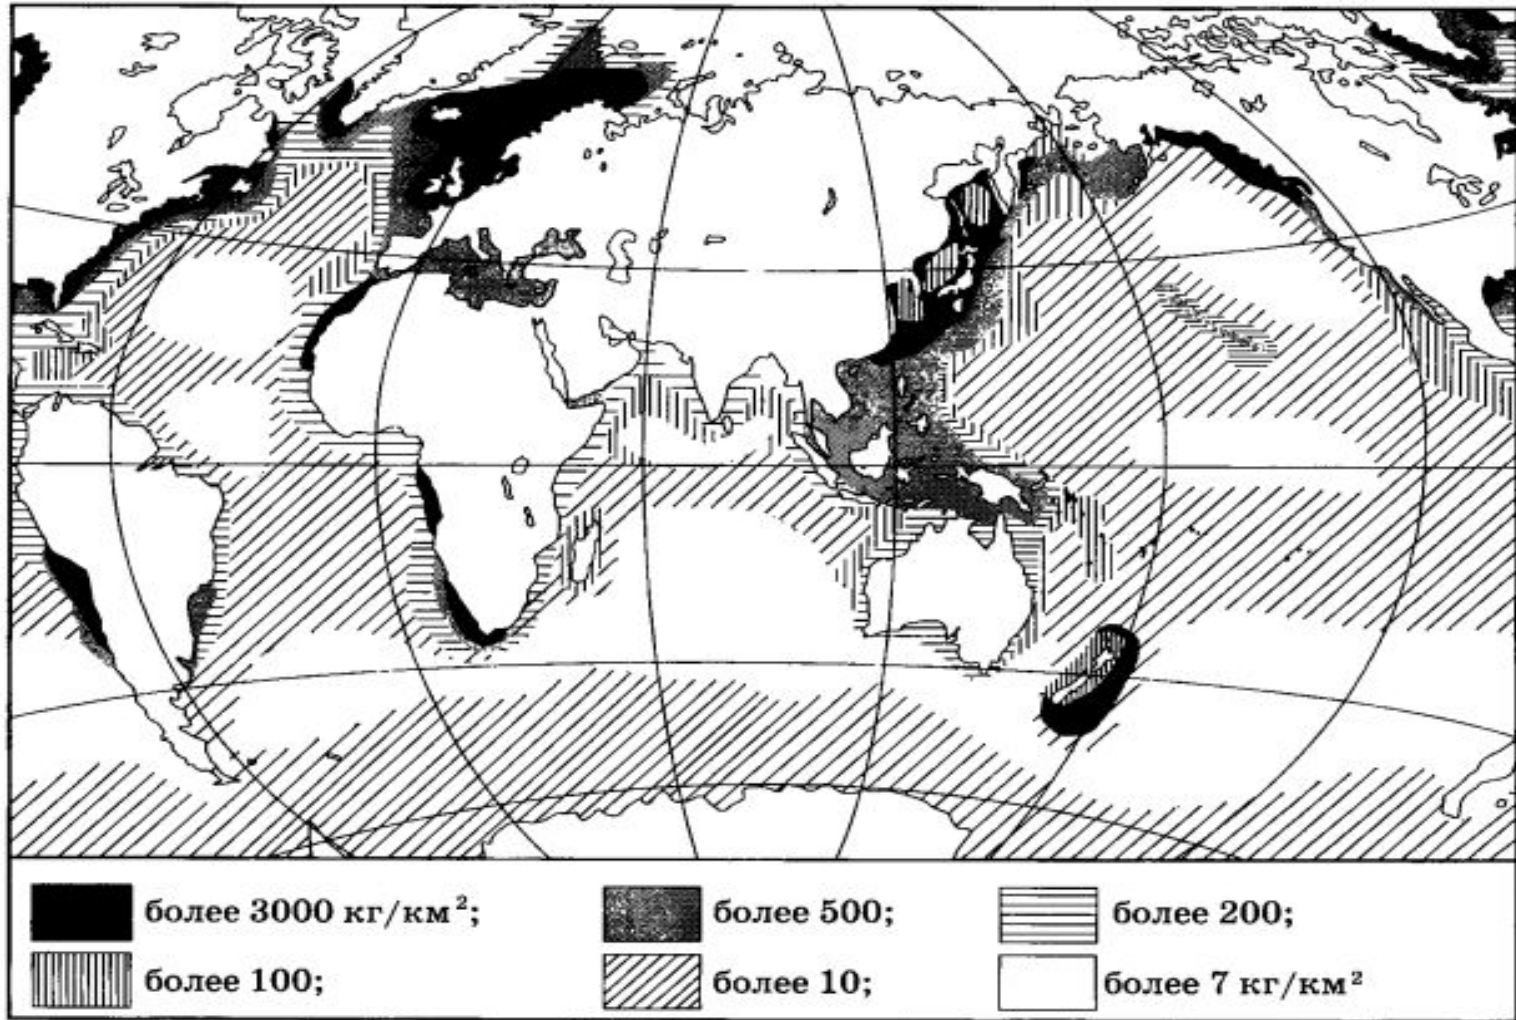 более 3000 кг/км²; более 500; более 200;
более 100; более 10; более 7 кг/км²